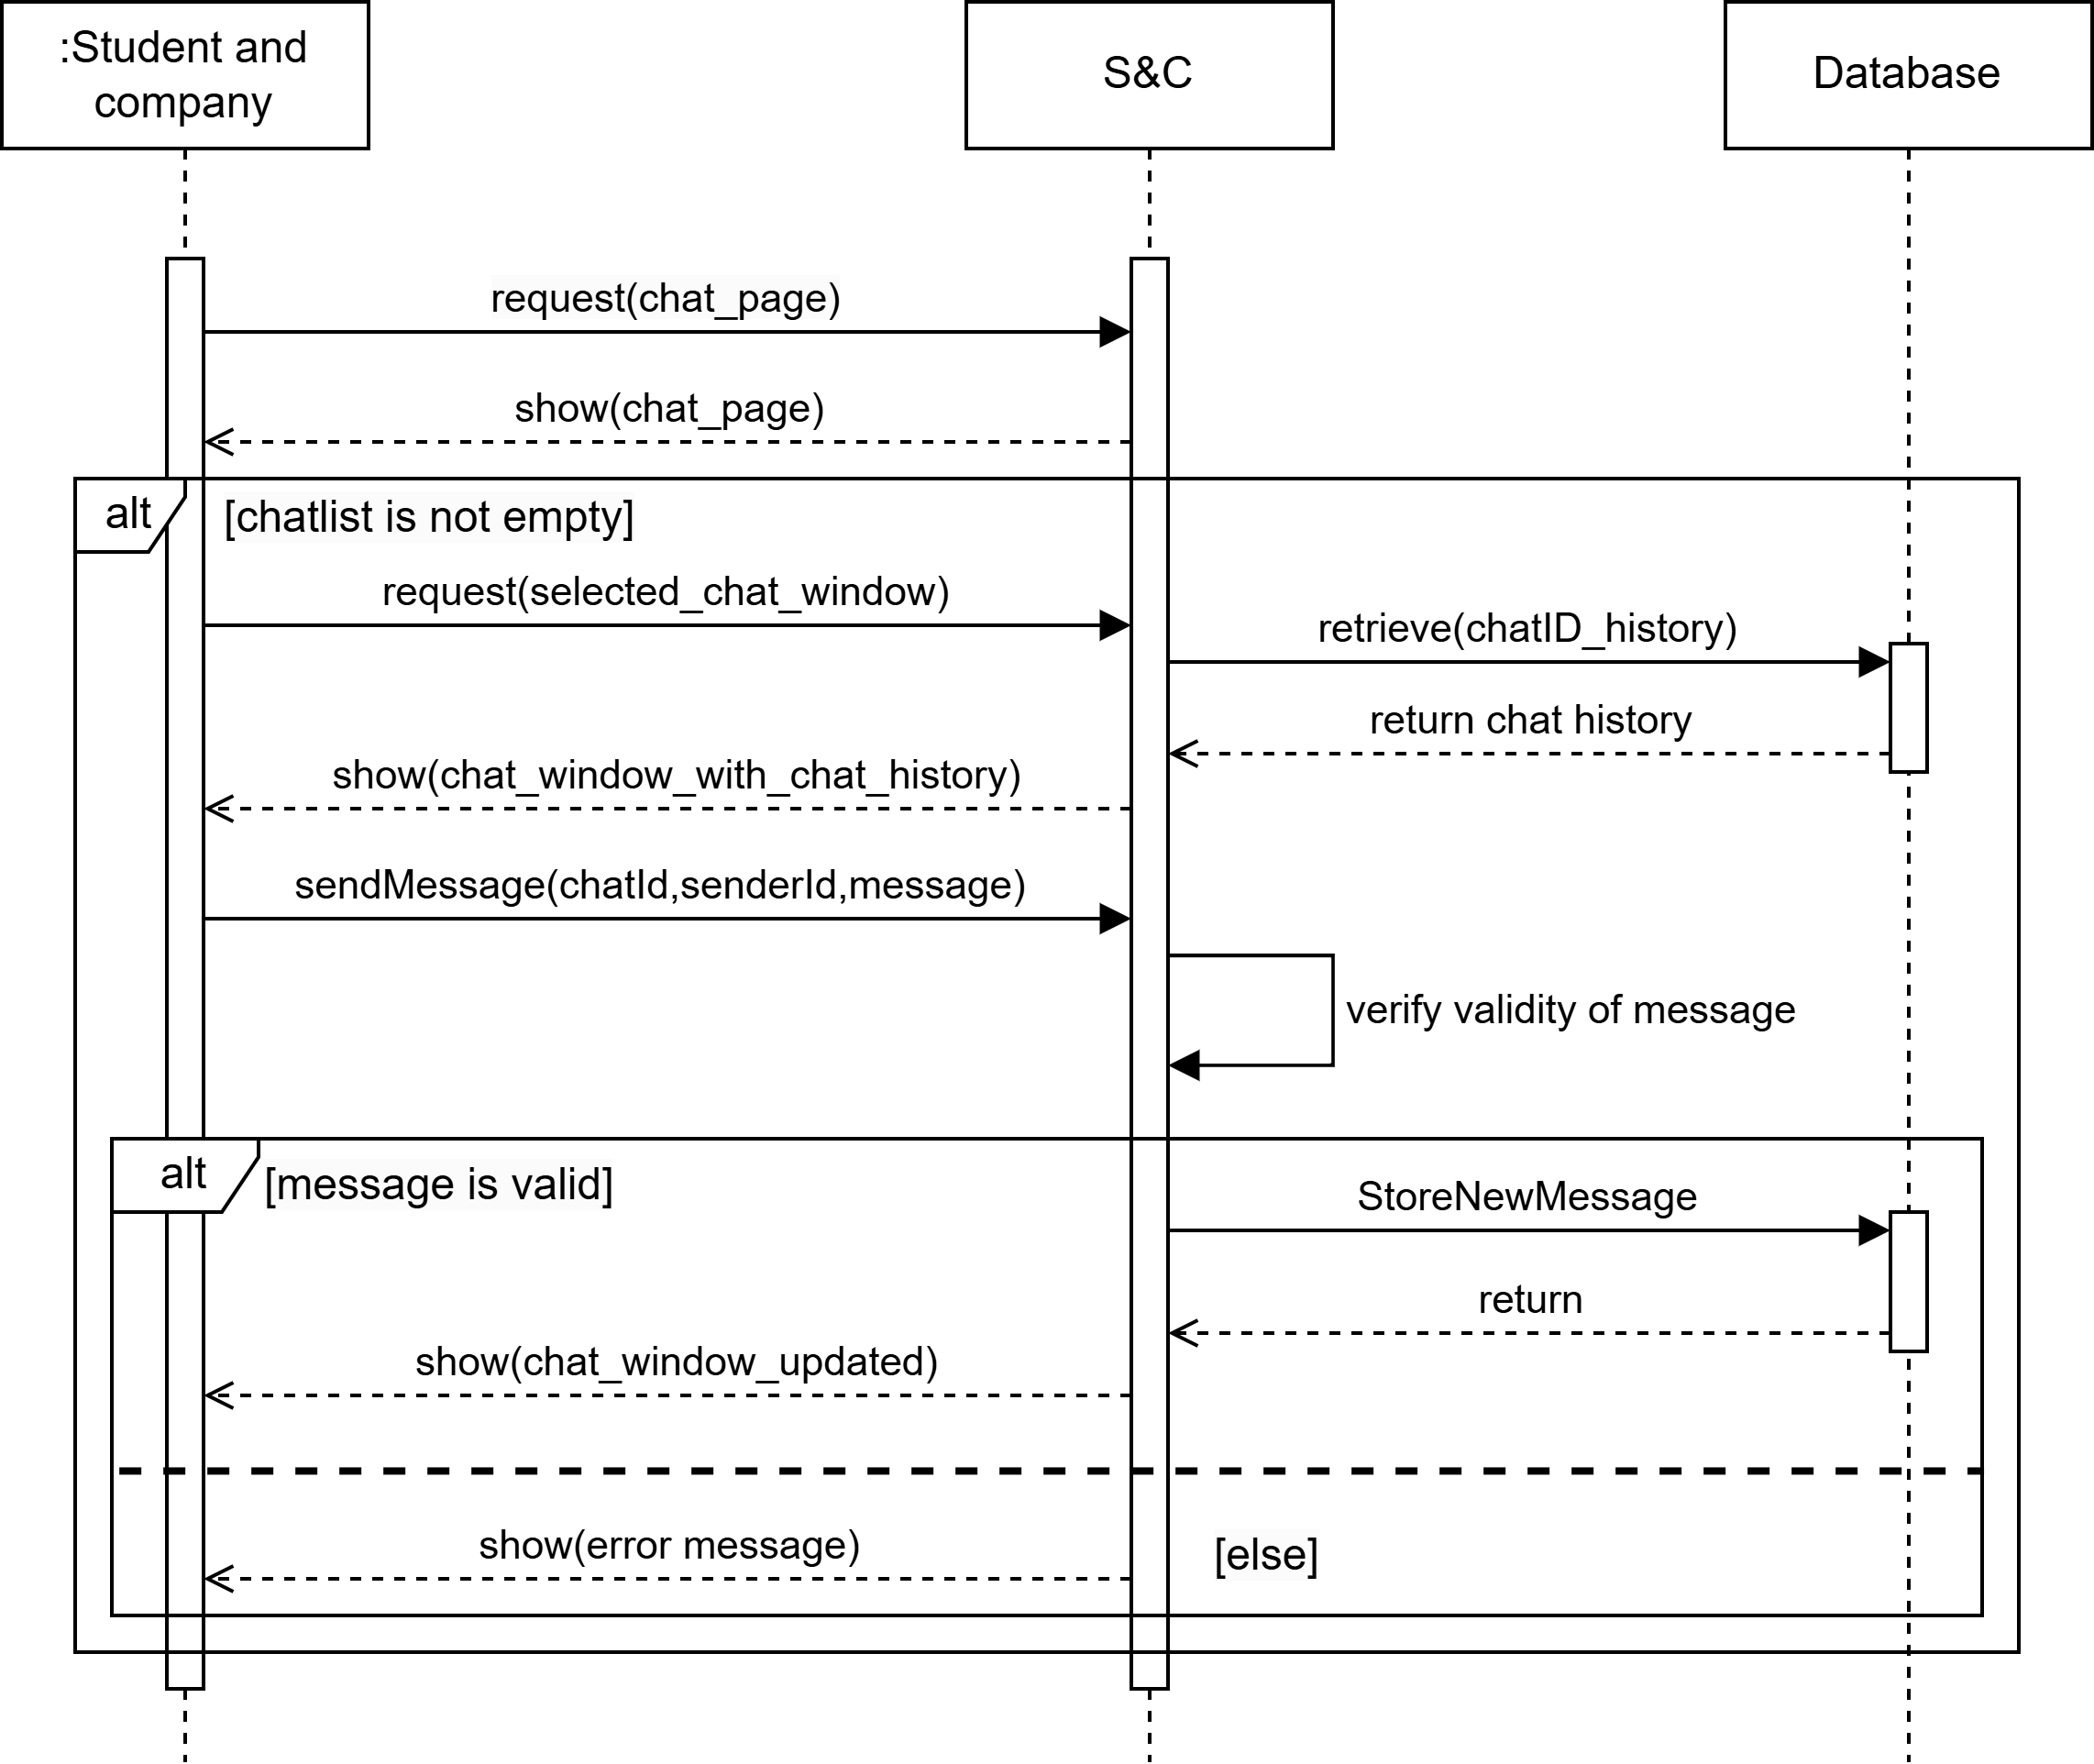 :Student and
company
S&C
Database
request(chat_page)
show(chat_page)
alt
[chatlist is not empty]
request(selected_chat_window)
retrieve(chatID_history)
return chat history
show(chat_window_with_chat_history)
sendMessage(chatId,senderId,message)
verify validity of message
alt
[message is valid]
StoreNewMessage
return
show(chat_window_updated)
show(error message)
[else]